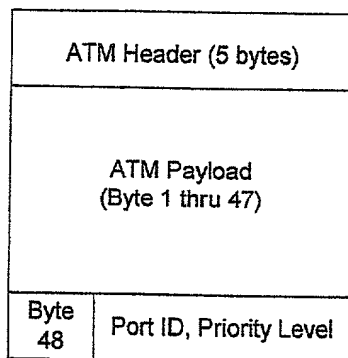 ATM Header (5 bytes)
ATM Payload
(Byte 1 thru 47)
Byte
48
Port ID, Priority Level